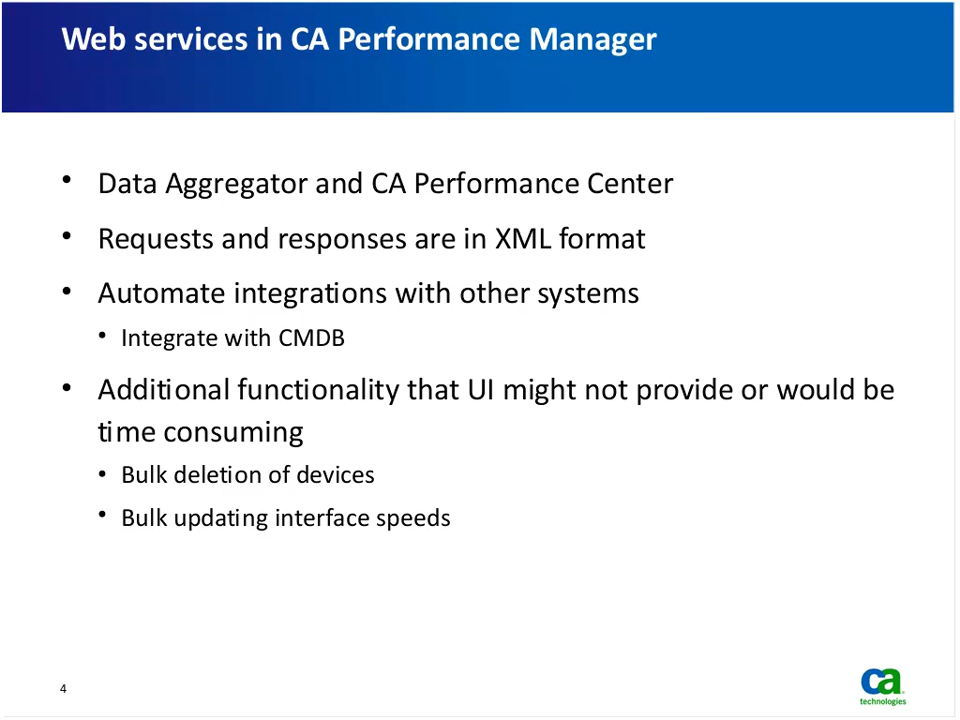 Web services in CA Performance Manager
• Data Aggregator and CA Performance Center
• Requests and responses are in XML format
• Automate integrations with other systems
• Integrate with CMDB
• Additional functionality that UI might not provide or would be
time consuming
• Bulk deletion of devices
• Bulk updating interface speeds
4
ca
technologies